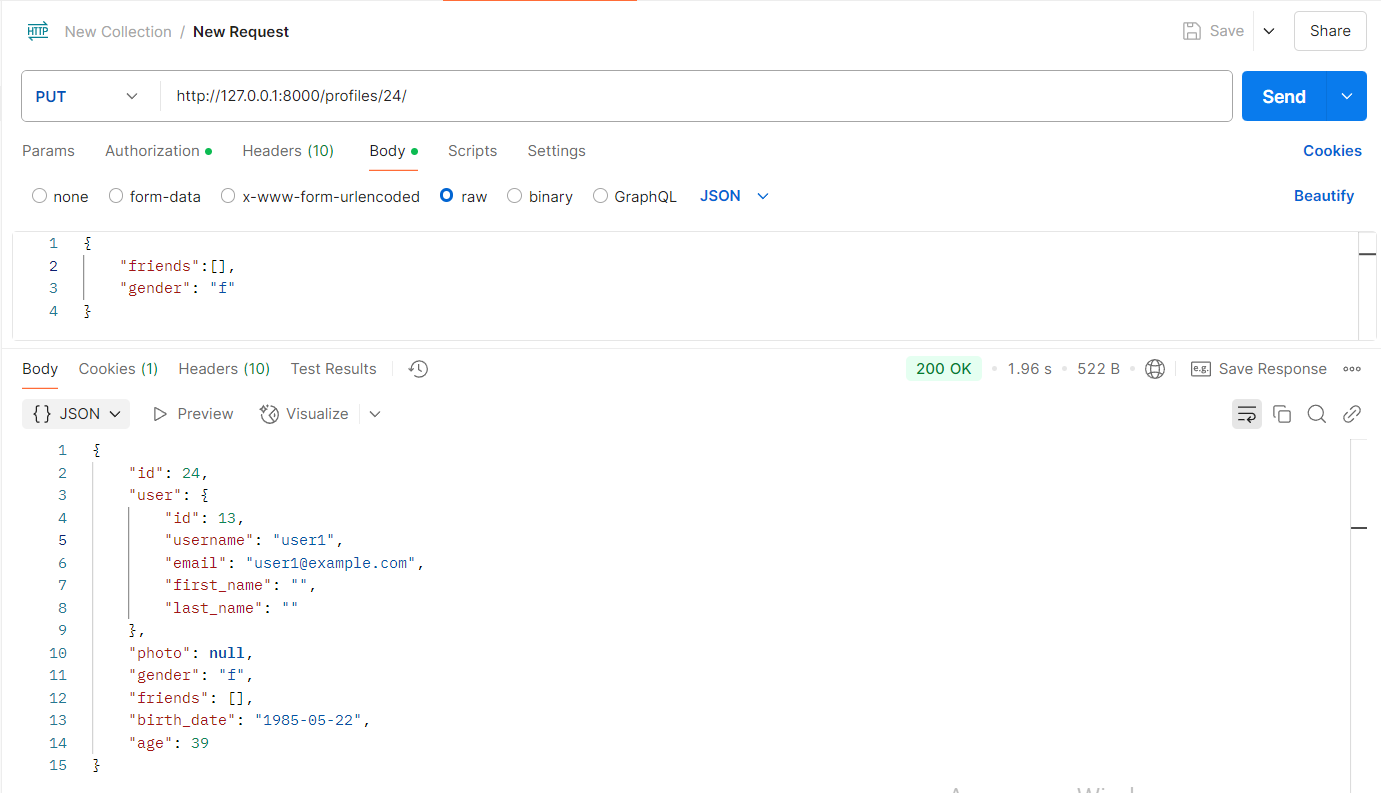 HTTP New Collection / New Request Save Share
PUT http://127.0.0.1:8000/profiles/24/ Send
Params Authorization Headers (10) Body Scripts Settings Cookies
none form-data x-www-form-urlencoded raw binary GraphQL JSON Beautify
1 {
2 "friends":[],
3 "gender": "f"
4 }
Body Cookies (1) Headers (10) Test Results 200 OK 1.96 s 522 B e.g. Save Response
{} JSON Preview Visualize
1 {
2 "id": 24,
3 "user": {
4 "id": 13,
5 "username": "user1",
6 "email": "user1@example.com",
7 "first_name": "",
8 "last_name": ""
9 },
10 "photo": null,
11 "gender": "f",
12 "friends": [],
13 "birth_date": "1985-05-22",
14 "age": 39
15 }